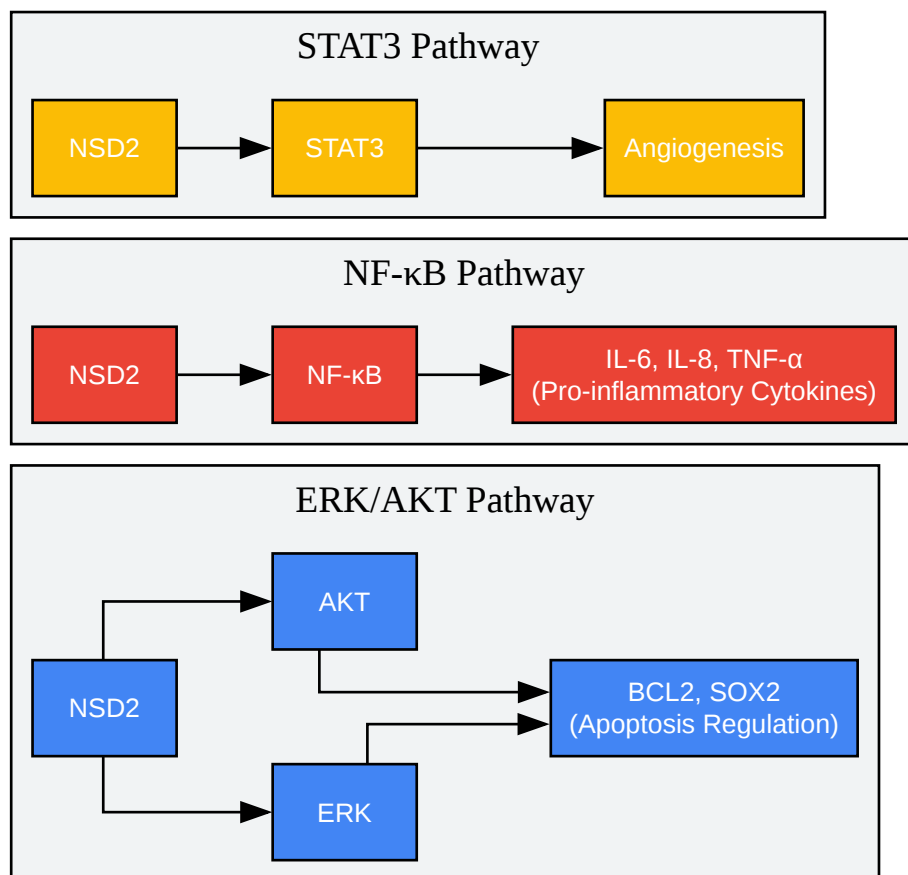 STAT3 Pathway
NSD2
STAT3
Angiogenesis
NF-κB Pathway
NSD2
NF-κB
IL-6, IL-8, TNF-α
(Pro-inflammatory Cytokines)
ERK/AKT Pathway
AKT
NSD2
BCL2, SOX2
(Apoptosis Regulation)
ERK